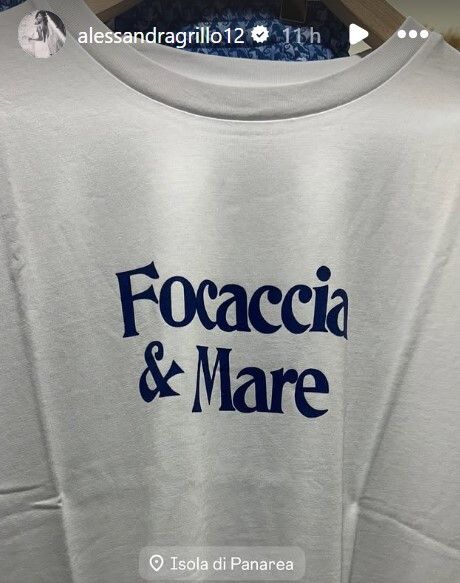 alessandragrillo12 11 h
Focaccia
& Mare
Isola di Panarea